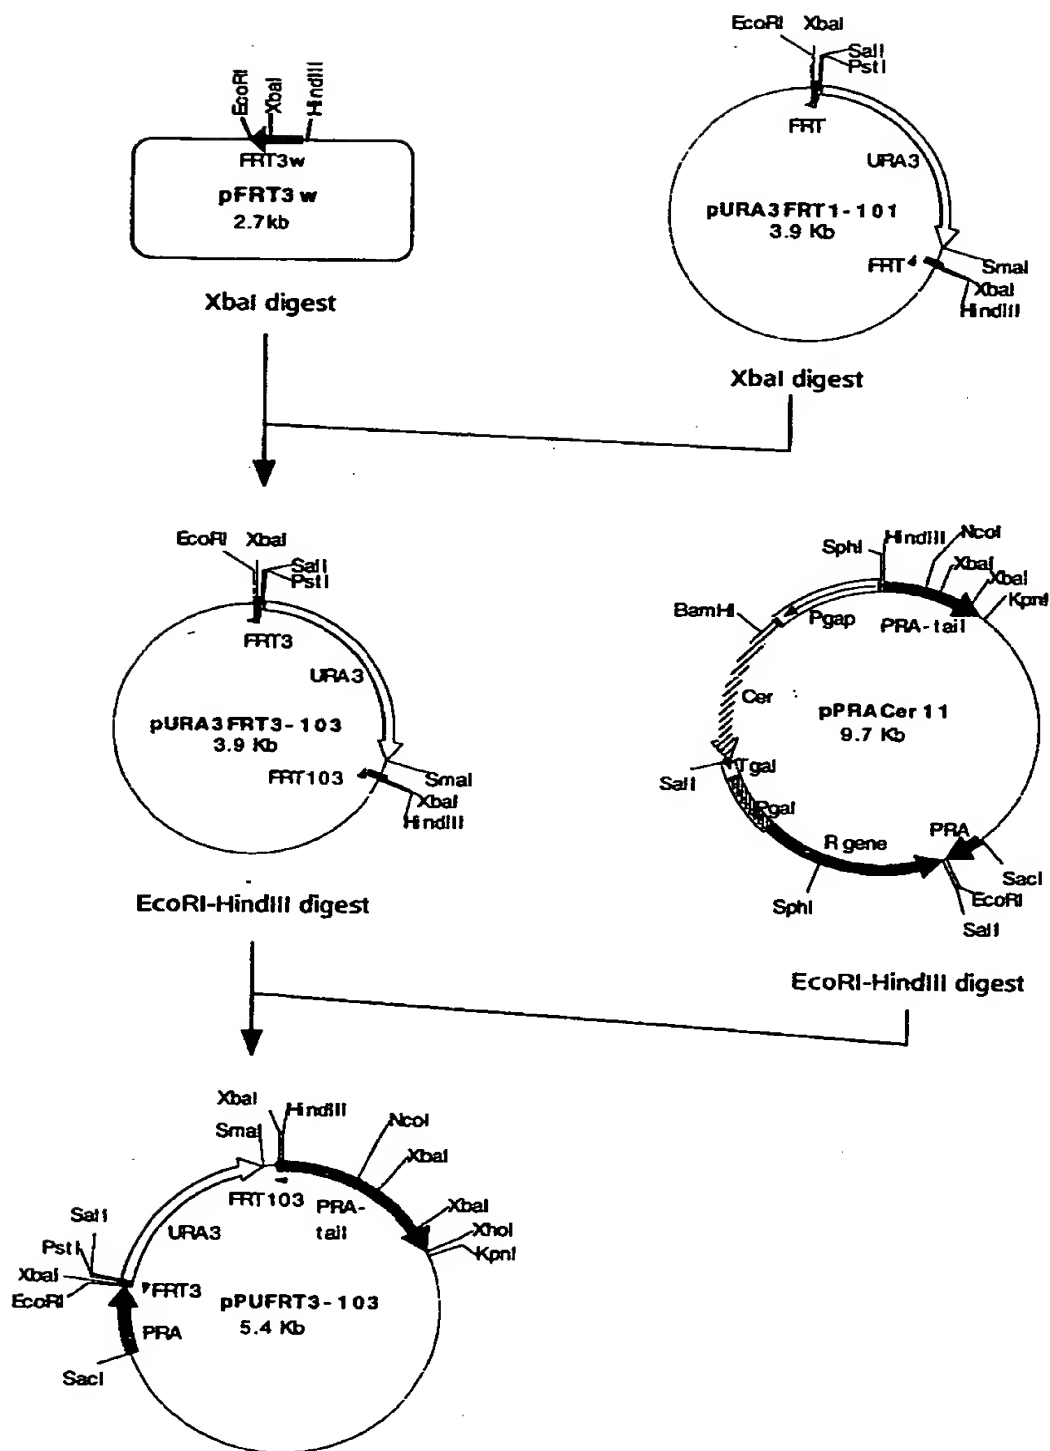 EcoRI
XbaI
HindIII
FRT3w
pFRT3w
2.7kb
XbaI digest
EcoRI XbaI
SalI
PstI
FRT
URA3
pURA3FRT1-101
3.9 Kb
FRT
SmaI
XbaI
HindIII
XbaI digest
EcoRI XbaI
SalI
PstI
FRT3
URA3
pURA3FRT3-103
3.9 Kb
FRT103
SmaI
XbaI
HindIII
EcoRI-HindIII digest
SphI
HindIII
NcoI
XbaI
XbaI
KpnI
BamHI
Pgap
PRA-tail
Cer
pPRACer11
9.7 Kb
SalI
Tgal
Pgal
R gene
PRA
SphI
SacI
EcoRI
SalI
EcoRI-HindIII digest
XbaI
HindIII
SmaI
NcoI
XbaI
FRT103
PRA-
tail
XbaI
XhoI
KpnI
SalI
URA3
PstI
XbaI
FRT3
EcoRI
pPUFRT3-103
5.4 Kb
PRA
SacI